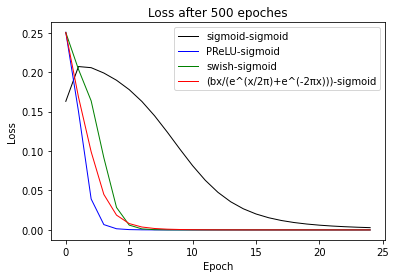 Loss after 500 epoches
sigmoid-sigmoid
PReLU-sigmoid
swish-sigmoid
(bx/(e^(x/2π)+e^(-2πx)))-sigmoid
Loss
0.25
0.20
0.15
0.10
0.05
0.00
0
5
10
15
20
25
Epoch